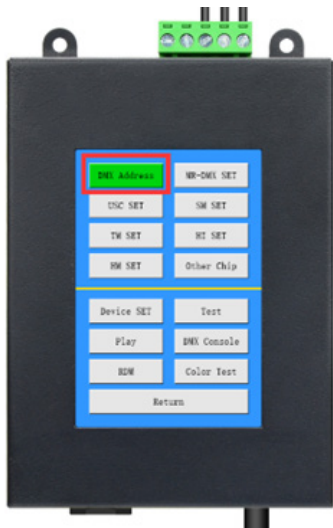 DMX Address
WR-DMX SET
USC SET
SM SET
TM SET
HI SET
HM SET
Other Chip
Device SET
Test
Play
DMX Console
RDM
Color Test
Return